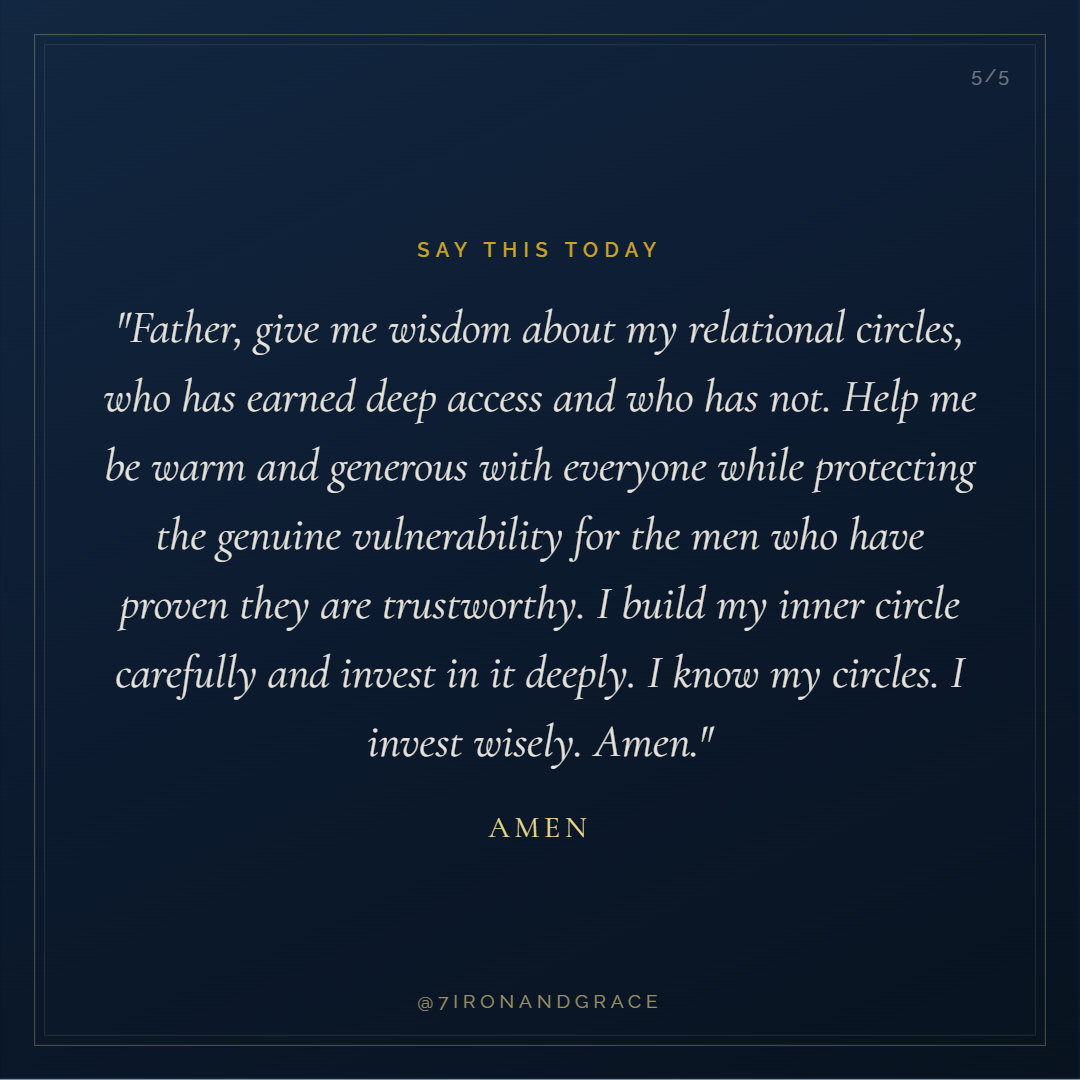 5/5
SAY THIS TODAY
"Father, give me wisdom about my relational circles,
who has earned deep access and who has not. Help me
be warm and generous with everyone while protecting
the genuine vulnerability for the men who have
proven they are trustworthy. I build my inner circle
carefully and invest in it deeply. I know my circles. I
invest wisely. Amen."
AMEN
@7IRONANDGRACE